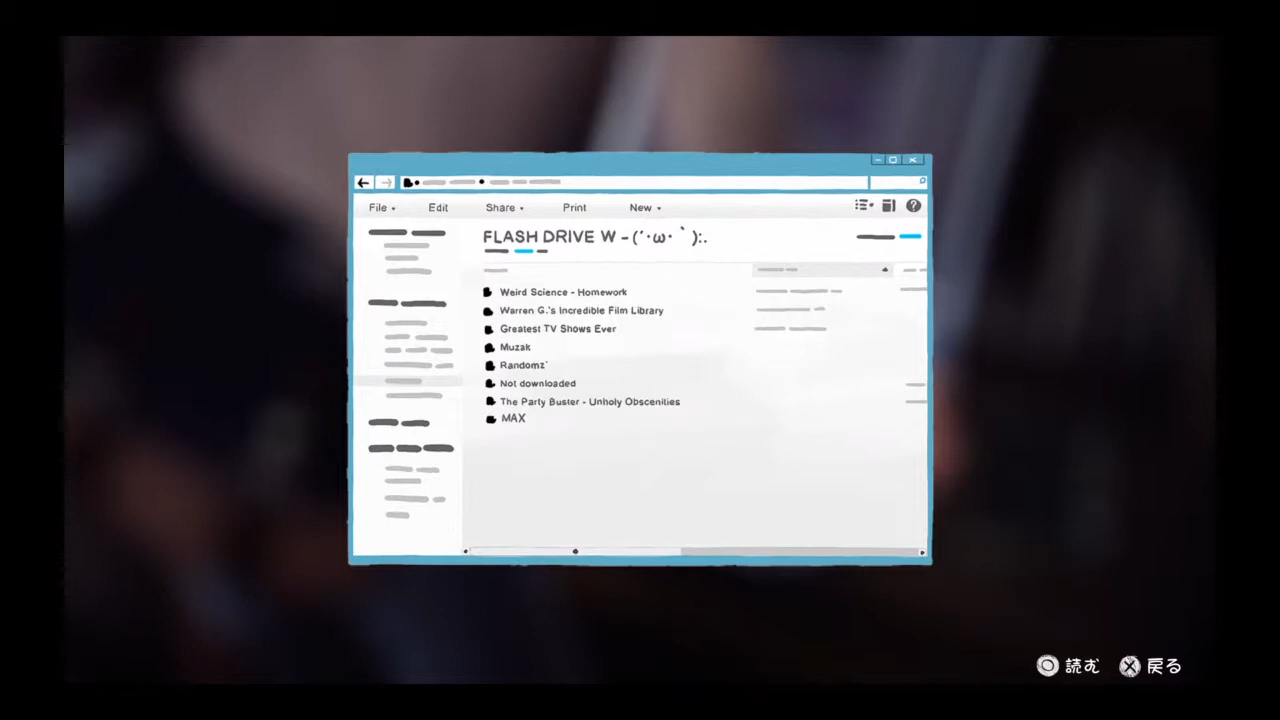 File Edit Share Print New
FLASH DRIVE W - (´･ω･｀):.
Weird Science - Homework
Warren G.'s Incredible Film Library
Greatest TV Shows Ever
Muzak
Randomz'
Not downloaded
The Party Buster - Unholy Obscenities
MAX
読む 戻る